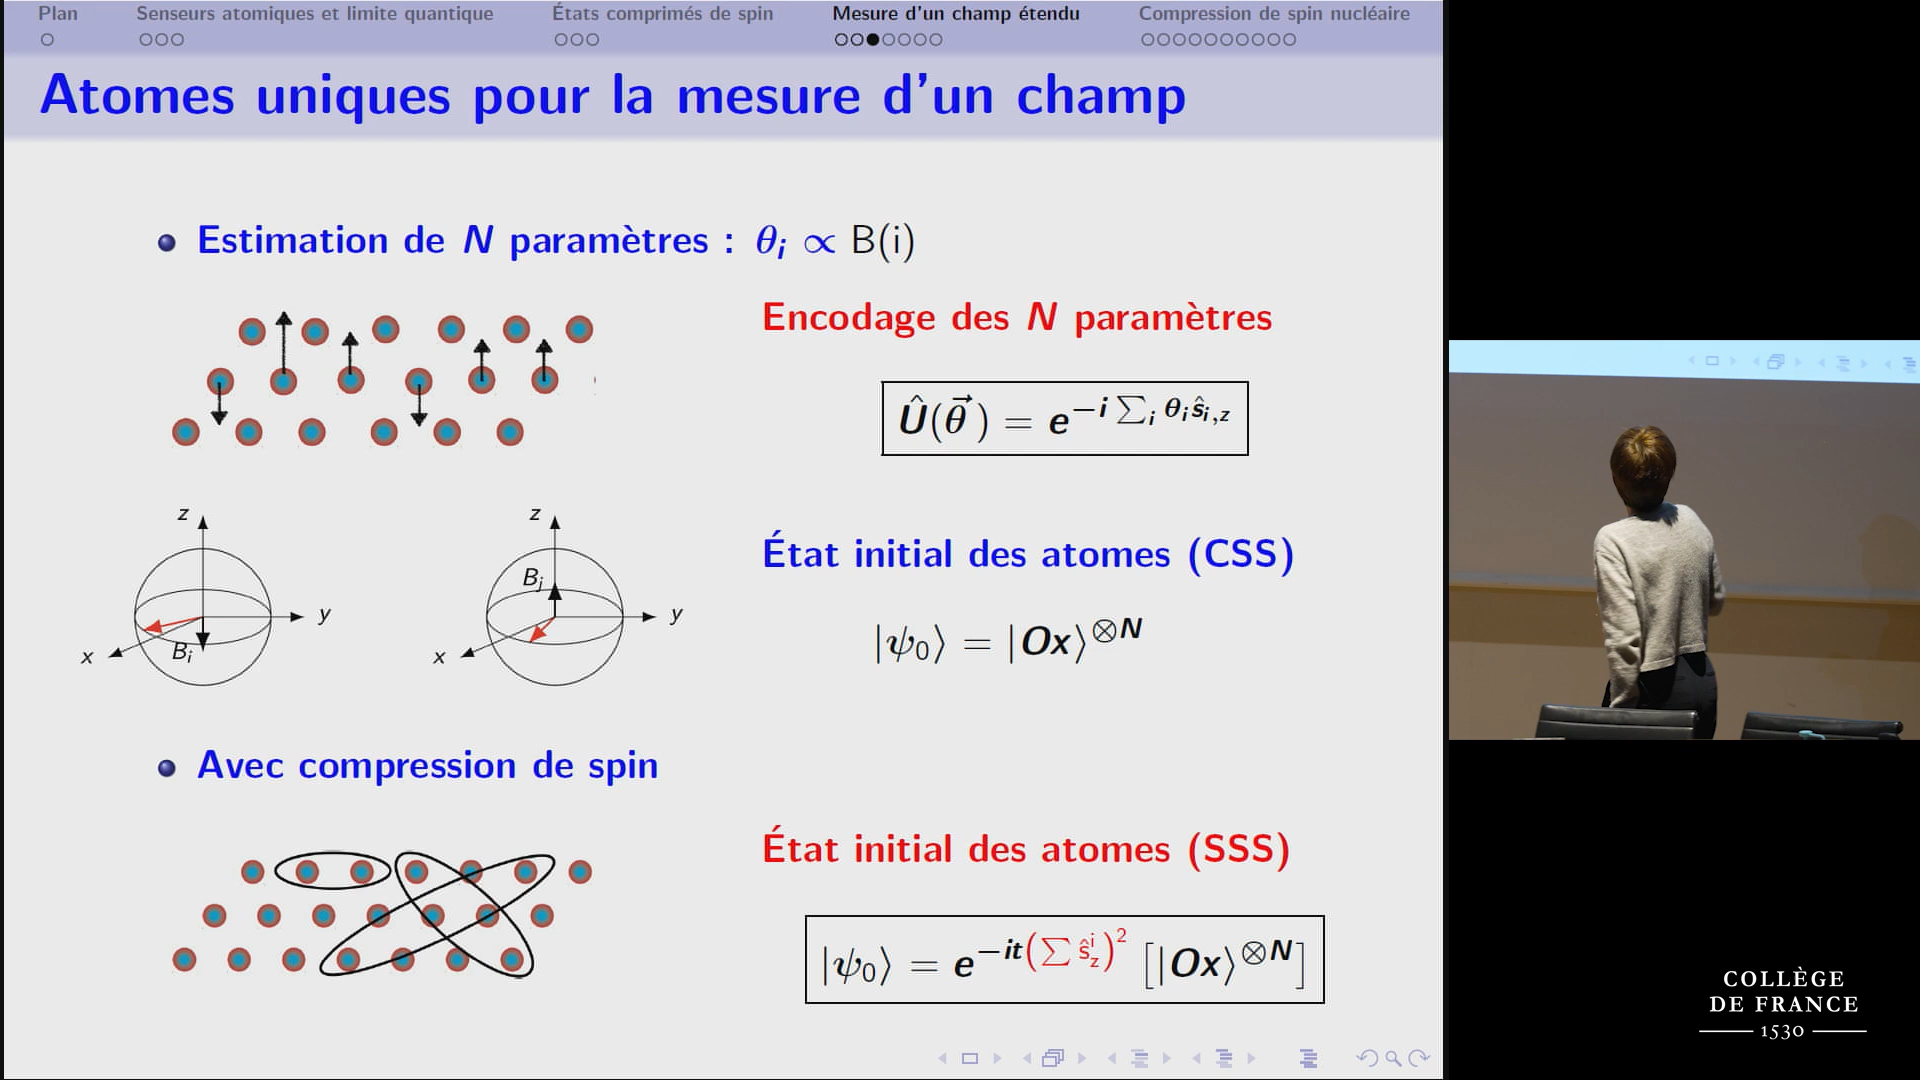 Plan
Senseurs atomiques et limite quantique
États comprimés de spin
Mesure d'un champ étendu
Compression de spin nucléaire
Atomes uniques pour la mesure d'un champ
Estimation de N paramètres : θᵢ ∝ B(i)
Encodage des N paramètres
Û(θ⃗) = e^{−i ∑ᵢ θᵢ ŝᵢ,z}
z
y
x
Bᵢ
z
y
x
Bⱼ
État initial des atomes (CSS)
|ψ₀⟩ = |Ox⟩^{⊗N}
Avec compression de spin
État initial des atomes (SSS)
|ψ₀⟩ = e^{−it(∑ ŝ_z^i)²} [|Ox⟩^{⊗N}]
COLLÈGE
DE FRANCE
1530